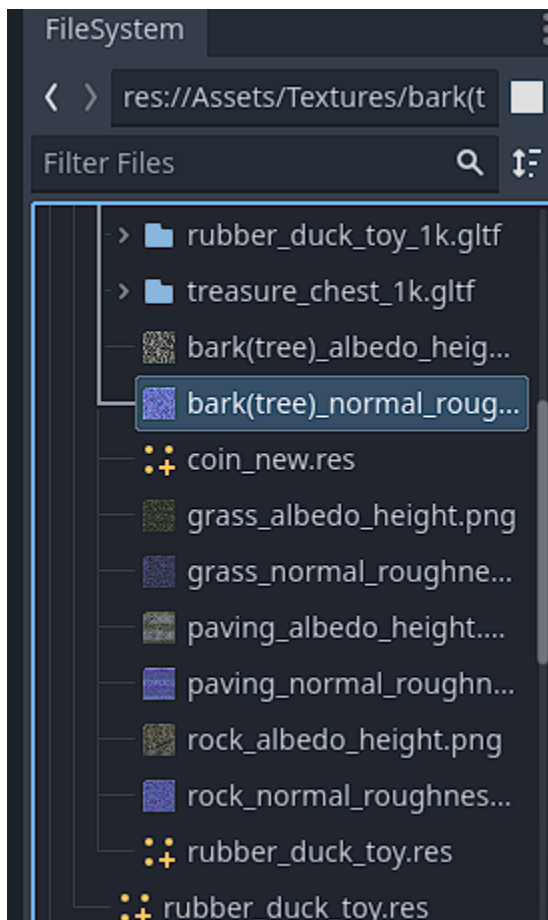 FileSystem
res://Assets/Textures/bark(t
Filter Files
rubber_duck_toy_1k.gltf
treasure_chest_1k.gltf
bark(tree)_albedo_heig...
bark(tree)_normal_roug...
coin_new.res
grass_albedo_height.png
grass_normal_roughne...
paving_albedo_height....
paving_normal_roughn...
rock_albedo_height.png
rock_normal_roughnes...
rubber_duck_toy.res
rubber_duck_toy.res